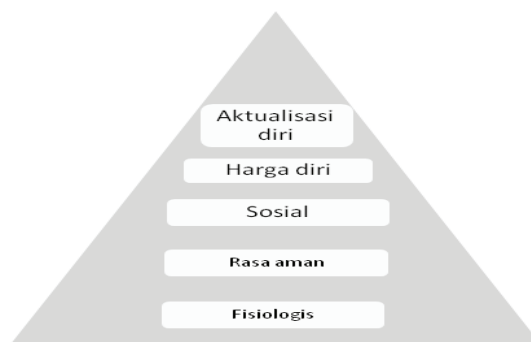 Aktualisasi
diri
Harga diri
Sosial
Rasa aman
Fisiologis